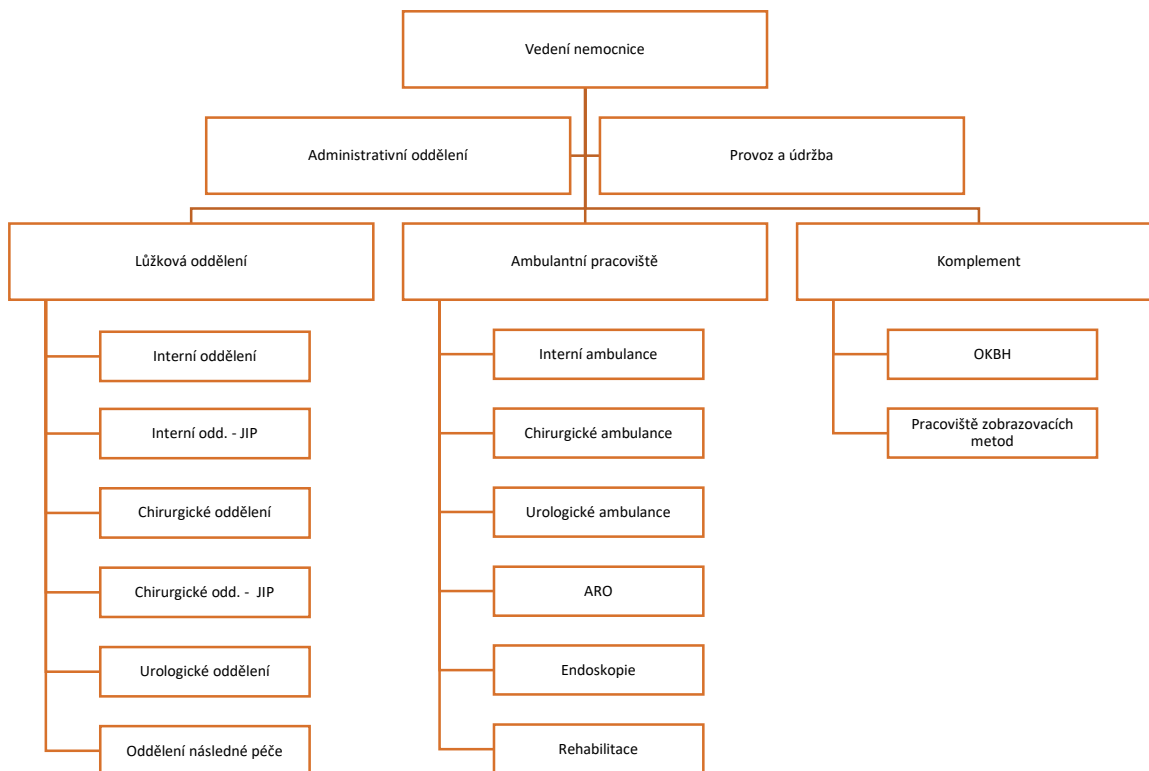 Vedení nemocnice
Administrativní oddělení
Provoz a údržba
Lůžková oddělení
Ambulantní pracoviště
Komplement
Interní oddělení
Interní odd. - JIP
Chirurgické oddělení
Chirurgické odd. -  JIP
Urologické oddělení
Oddělení následné péče
Interní ambulance
Chirurgické ambulance
Urologické ambulance
ARO
Endoskopie
Rehabilitace
OKBH
Pracoviště zobrazovacích
metod